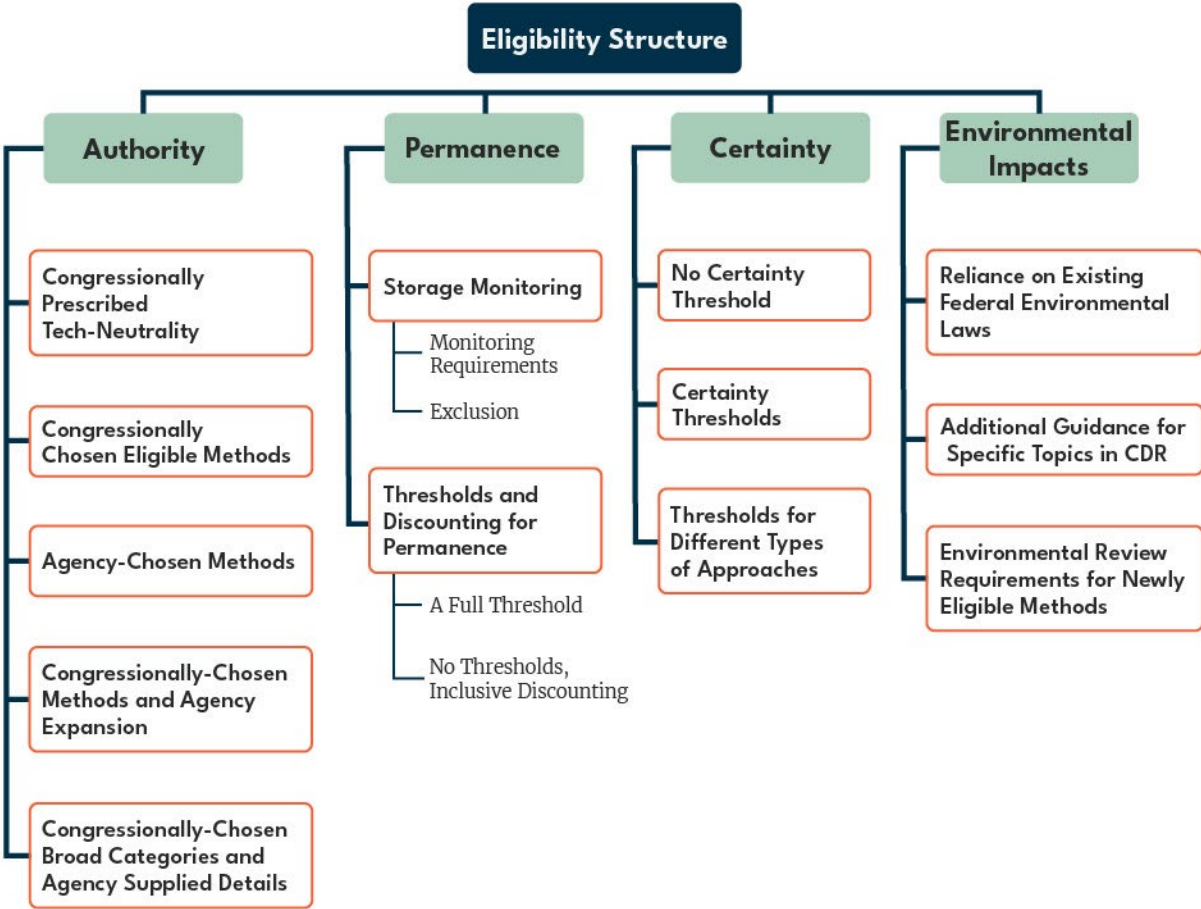 Eligibility Structure
Authority
Congressionally
Prescribed
Tech-Neutrality
Congressionally
Chosen Eligible Methods
Agency-Chosen Methods
Congressionally-Chosen
Methods and Agency
Expansion
Congressionally-Chosen
Broad Categories and
Agency Supplied Details
Permanence
Storage Monitoring
Monitoring
Requirements
Exclusion
Thresholds and
Discounting for
Permanence
A Full Threshold
No Thresholds,
Inclusive Discounting
Certainty
No Certainty
Threshold
Certainty
Thresholds
Thresholds for
Different Types
of Approaches
Environmental
Impacts
Reliance on Existing
Federal Environmental
Laws
Additional Guidance for
Specific Topics in CDR
Environmental Review
Requirements for Newly
Eligible Methods